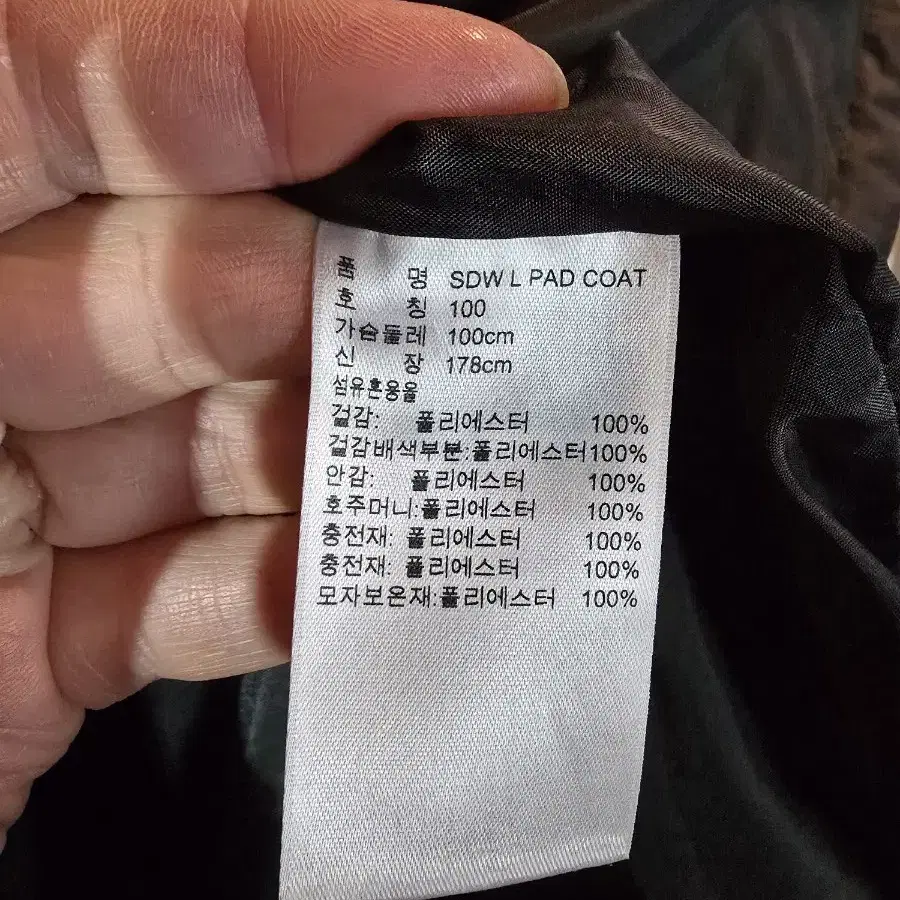 품 명 SDW L PAD COAT
호 칭 100
가슴둘레 100cm
신 장 178cm
섬유혼용율
겉감: 폴리에스터 100%
겉감배색부분:폴리에스터100%
안감: 폴리에스터 100%
호주머니:폴리에스터 100%
충전재: 폴리에스터 100%
충전재: 폴리에스터 100%
모자보온재:폴리에스터 100%